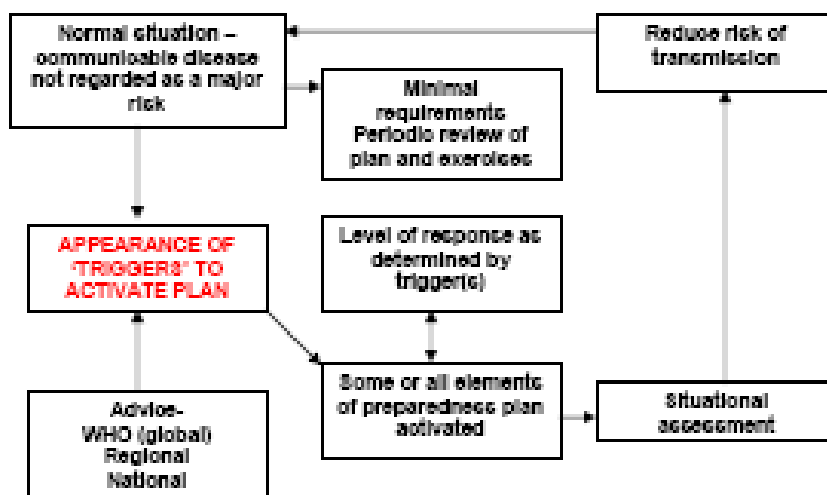 Normal situation –
communicable disease
not regarded as a major
risk
Reduce risk of
transmission
Minimal
requirements
Periodic review of
plan and exercises
APPEARANCE OF
‘TRIGGERS’ TO
ACTIVATE PLAN
Level of response as
determined by
trigger(s)
Advice-
WHO (global)
Regional
National
Some or all elements
of preparedness plan
activated
Situational
assessment